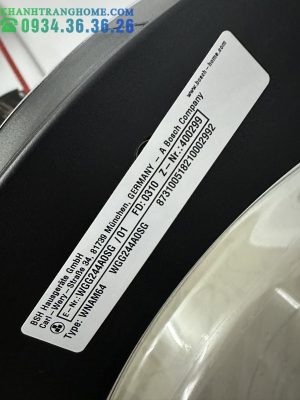 KHANHTRANGHOME.COM
0934.36.36.26
www.bosch-home.com
BSH Hausgeräte GmbH
Carl-Wery-Straße 34, 81739 München, GERMANY – A Bosch Company
E-Nr.: WGG244A0SG /01 FD: 0310 Z-Nr.: 400299
Type: WNAM64 WGG244A0SG 873100518210002992